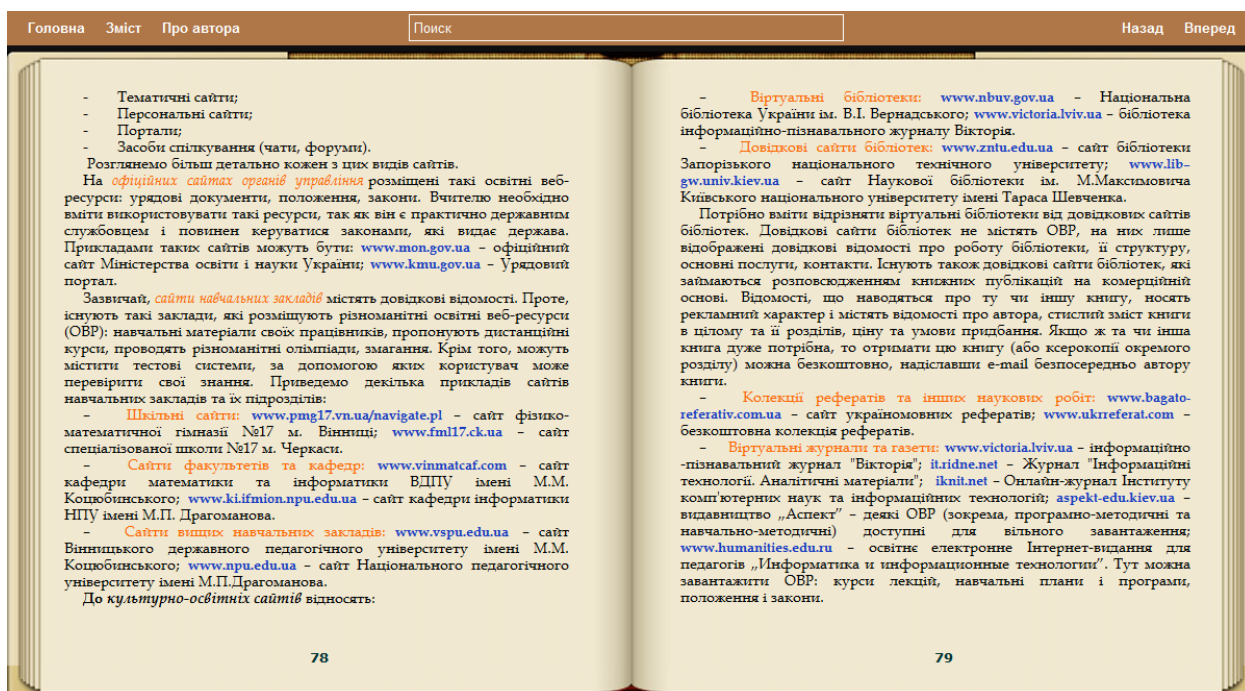 Головна Зміст Про автора Поиск Назад Вперед
- Тематичні сайти;
- Персональні сайти;
- Портали;
- Засоби спілкування (чати, форуми).
Розглянемо більш детально кожен з цих видів сайтів.
На офіційних сайтах органів управління розміщені такі освітні веб-
ресурси: урядові документи, положення, закони. Вчителю необхідно
вміти використовувати такі ресурси, так як він є практично державним
службовцем і повинен керуватися законами, які видає держава.
Прикладами таких сайтів можуть бути: www.mon.gov.ua – офіційний
сайт Міністерства освіти і науки України; www.kmu.gov.ua – Урядовий
портал.
Зазвичай, сайти навчальних закладів містять довідкові відомості. Проте,
існують такі заклади, які розміщують різноманітні освітні веб-ресурси
(ОВР): навчальні матеріали своїх працівників, пропонують дистанційні
курси, проводять різноманітні олімпіади, змагання. Крім того, можуть
містити тестові системи, за допомогою яких користувач може
перевірити свої знання. Приведемо декілька прикладів сайтів
навчальних закладів та їх підрозділів:
– Шкільні сайти: www.pmg17.vn.ua/navigate.pl – сайт фізико-
математичної гімназії №17 м. Вінниці; www.fml17.ck.ua – сайт
спеціалізованої школи №17 м. Черкаси.
– Сайти факультетів та кафедр: www.vinmatcaf.com – сайт
кафедри математики та інформатики ВДПУ імені М.М.
Коцюбинського; www.ki.ifmion.npu.edu.ua – сайт кафедри інформатики
НПУ імені М.П. Драгоманова.
– Сайти вищих навчальних закладів: www.vspu.edu.ua – сайт
Вінницького державного педагогічного університету імені М.М.
Коцюбинського; www.npu.edu.ua – сайт Національного педагогічного
університету імені М.П.Драгоманова.
До культурно-освітніх сайтів відносять:
78
– Віртуальні бібліотеки: www.nbuv.gov.ua – Національна
бібліотека України ім. В.І. Вернадського; www.victoria.lviv.ua – бібліотека
інформаційно-пізнавального журналу Вікторія.
– Довідкові сайти бібліотек: www.zntu.edu.ua – сайт бібліотеки
Запорізького національного технічного університету; www.lib–
gw.univ.kiev.ua – сайт Наукової бібліотеки ім. М.Максимовича
Київського національного університету імені Тараса Шевченка.
Потрібно вміти відрізняти віртуальні бібліотеки від довідкових сайтів
бібліотек. Довідкові сайти бібліотек не містять ОВР, на них лише
відображені довідкові відомості про роботу бібліотеки, її структуру,
основні послуги, контакти. Існують також довідкові сайти бібліотек, які
займаються розповсюдженням книжних публікацій на комерційній
основі. Відомості, що наводяться про ту чи іншу книгу, носять
рекламний характер і містять відомості про автора, стислий зміст книги
в цілому та її розділів, ціну та умови придбання. Якщо ж та чи інша
книга дуже потрібна, то отримати цю книгу (або ксерокопії окремого
розділу) можна безкоштовно, надіславши e-mail безпосередньо автору
книги.
– Колекції рефератів та інших наукових робіт: www.bagato-
referativ.com.ua – сайт україномовних рефератів; www.ukrreferat.com –
безкоштовна колекція рефератів.
– Віртуальні журнали та газети: www.victoria.lviv.ua – інформаційно
-пізнавальний журнал "Вікторія"; it.ridne.net – Журнал "Інформаційні
технології. Аналітичні матеріали"; iknit.net – Онлайн-журнал Інституту
комп'ютерних наук та інформаційних технологій; aspekt-edu.kiev.ua –
видавництво „Аспект” – деякі ОВР (зокрема, програмно-методичні та
навчально-методичні) доступні для вільного завантаження;
www.humanities.edu.ru – освітнє електронне Інтернет-видання для
педагогів „Информатика и информационные технологии”. Тут можна
завантажити ОВР: курси лекцій, навчальні плани і програми,
положення і закони.
79